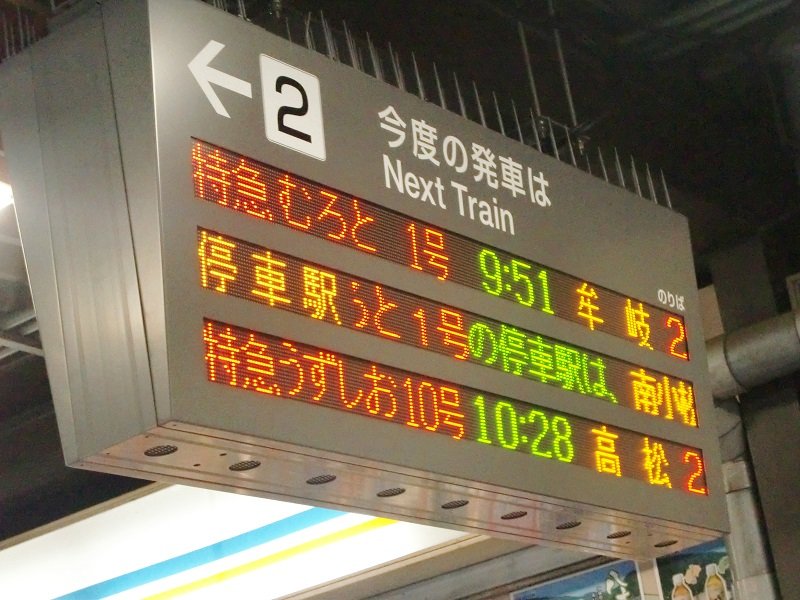 2
今度の発車は
Next Train
のりば
特急むろと 1号 9:51 牟岐 2
停車駅 うと1号の停車駅は、南小松
特急うずしお10号 10:28 高松 2